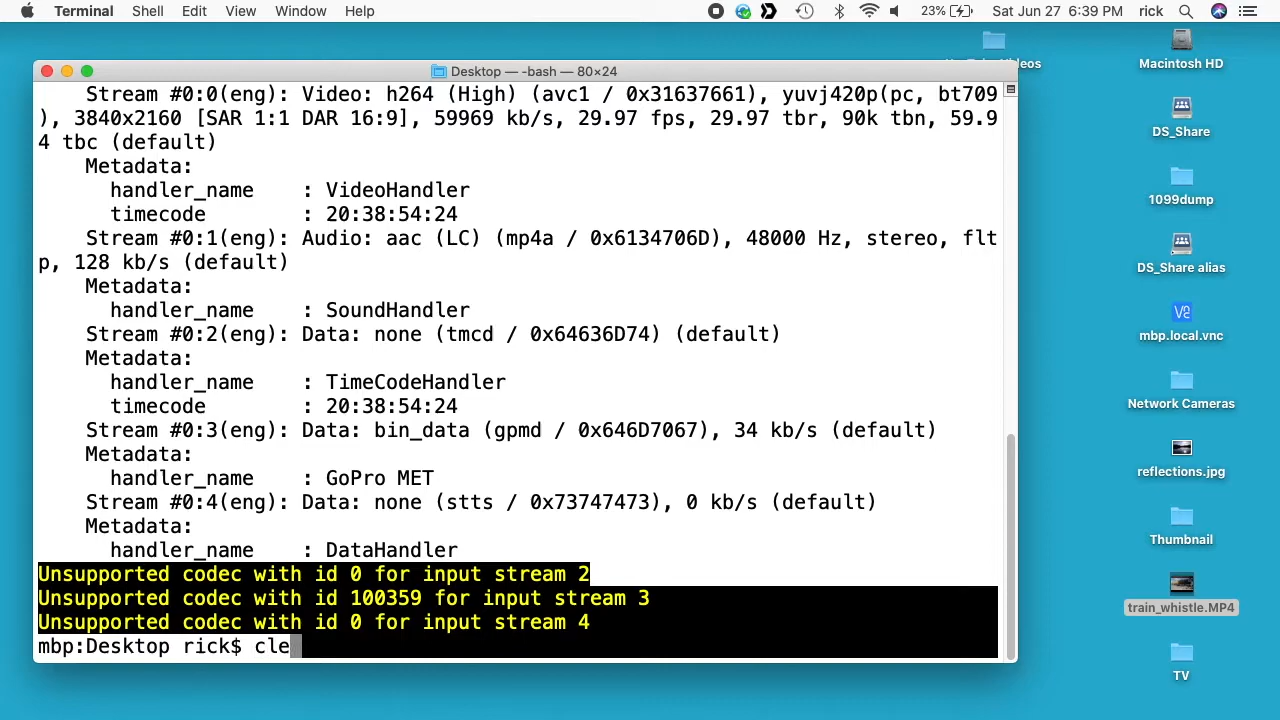 Terminal Shell Edit View Window Help 23% Sat Jun 27 6:39 PM rick
Desktop — -bash — 80×24
Stream #0:0(eng): Video: h264 (High) (avc1 / 0x31637661), yuvj420p(pc, bt709
), 3840x2160 [SAR 1:1 DAR 16:9], 59969 kb/s, 29.97 fps, 29.97 tbr, 90k tbn, 59.9
4 tbc (default)
Metadata:
handler_name : VideoHandler
timecode : 20:38:54:24
Stream #0:1(eng): Audio: aac (LC) (mp4a / 0x6134706D), 48000 Hz, stereo, flt
p, 128 kb/s (default)
Metadata:
handler_name : SoundHandler
Stream #0:2(eng): Data: none (tmcd / 0x64636D74) (default)
Metadata:
handler_name : TimeCodeHandler
timecode : 20:38:54:24
Stream #0:3(eng): Data: bin_data (gpmd / 0x646D7067), 34 kb/s (default)
Metadata:
handler_name : GoPro MET
Stream #0:4(eng): Data: none (stts / 0x73747473), 0 kb/s (default)
Metadata:
handler_name : DataHandler
Unsupported codec with id 0 for input stream 2
Unsupported codec with id 100359 for input stream 3
Unsupported codec with id 0 for input stream 4
mbp:Desktop rick$ cle
Macintosh HD
DS_Share
1099dump
DS_Share alias
V2
mbp.local.vnc
Network Cameras
reflections.jpg
Thumbnail
train_whistle.MP4
TV